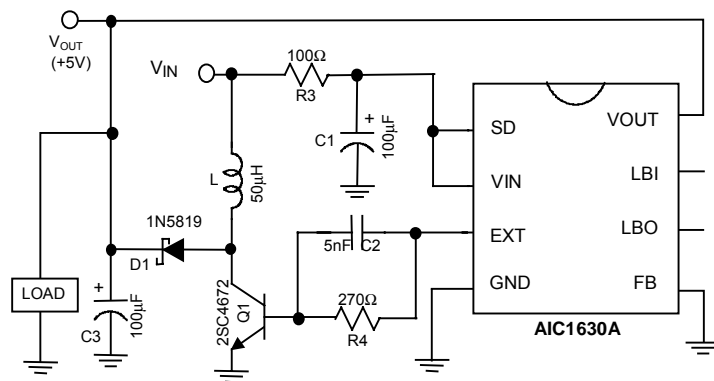 VOUT
(+5V)
VIN
100Ω
R3
C1
+
100μF
L
50μH
1N5819
D1
5nF
C2
270Ω
R4
2SC4672
Q1
LOAD
+
C3
100μF
SD
VIN
EXT
GND
VOUT
LBI
LBO
FB
AIC1630A